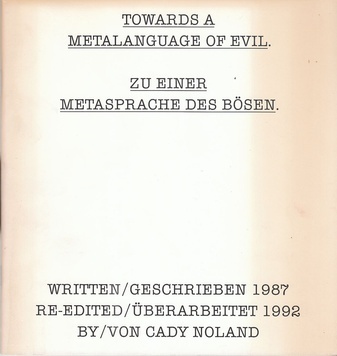 TOWARDS A
METALANGUAGE OF EVIL.
ZU EINER
METASPRACHE DES BÖSEN.
WRITTEN/GESCHRIEBEN 1987
RE-EDITED/ÜBERARBEITET 1992
BY/VON CADY NOLAND